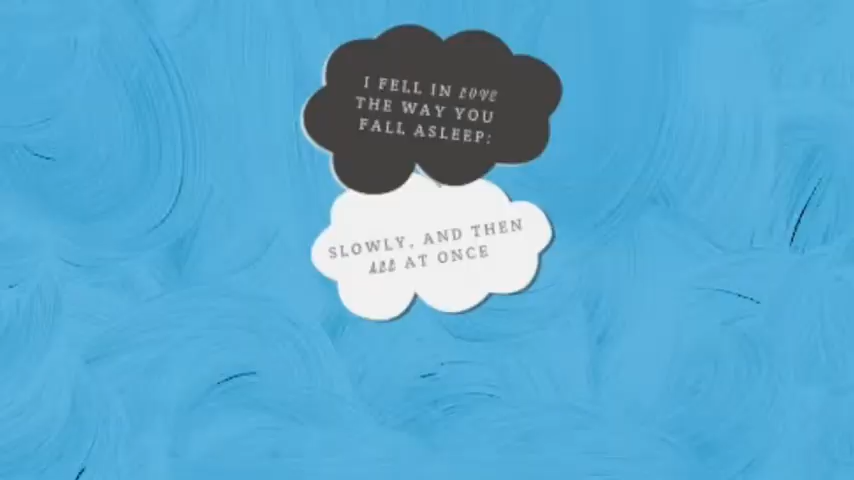 I FELL IN LOVE
THE WAY YOU
FALL ASLEEP:
SLOWLY, AND THEN
ALL AT ONCE